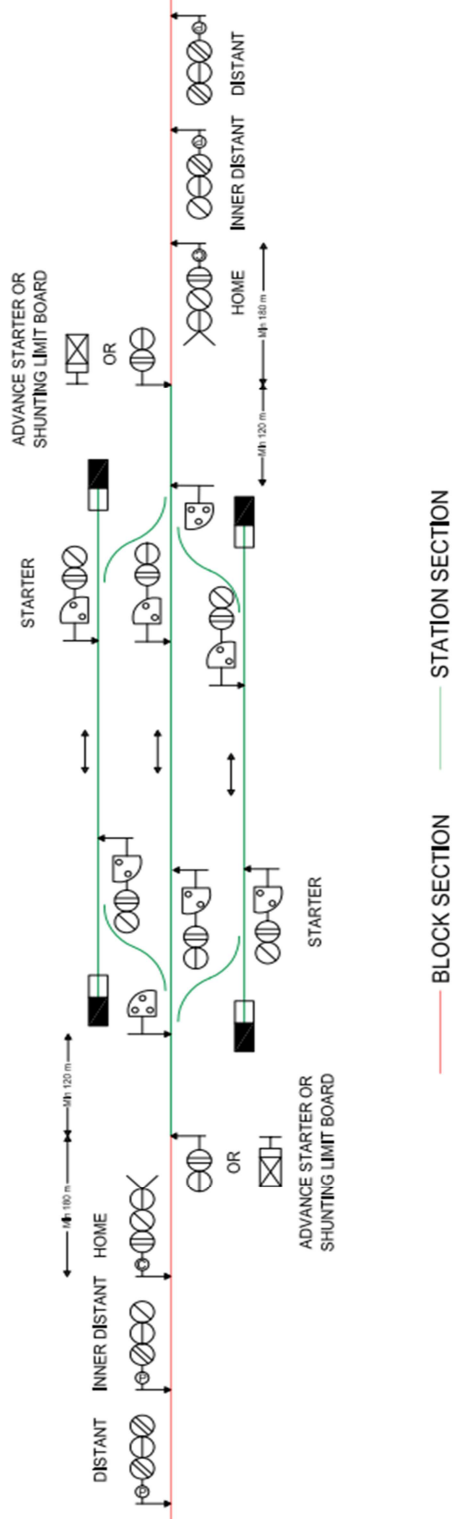 DISTANT
INNER DISTANT
HOME
Min 180 m
Min 120 m
ADVANCE STARTER OR
SHUNTING LIMIT BOARD
OR
STARTER
STARTER
ADVANCE STARTER OR
SHUNTING LIMIT BOARD
OR
Min 120 m
Min 180 m
HOME
INNER DISTANT
DISTANT
BLOCK SECTION
STATION SECTION